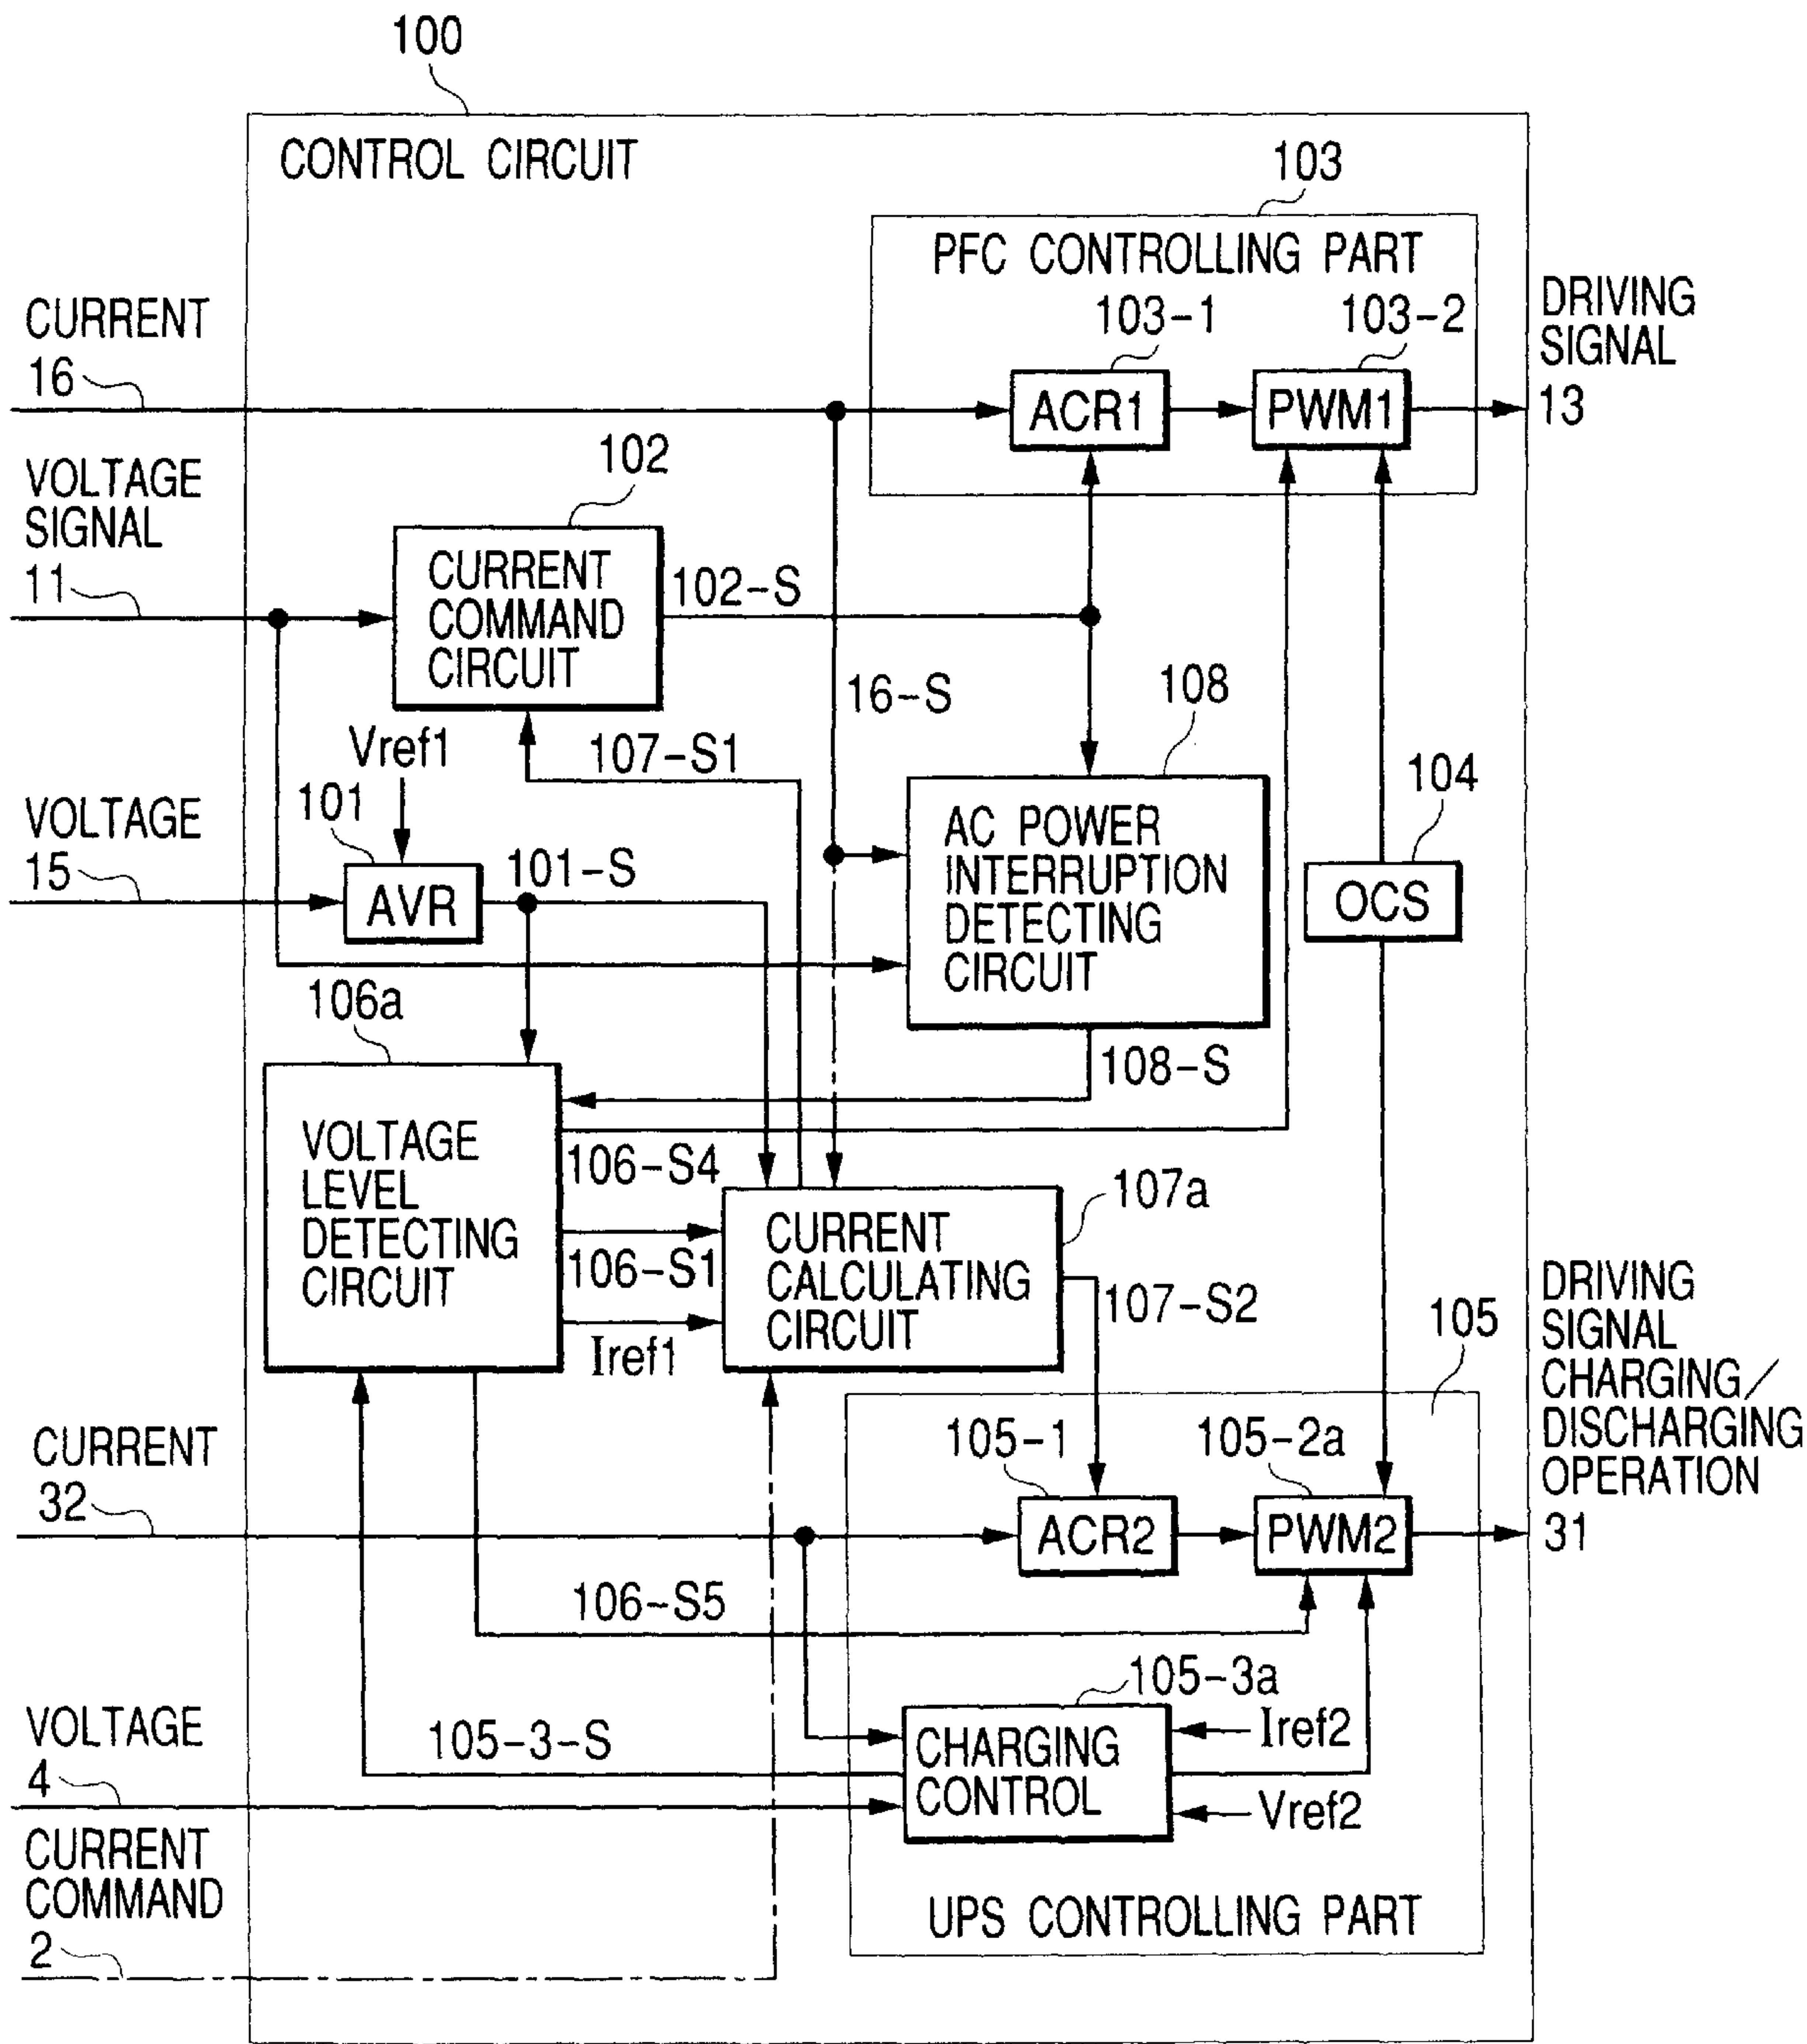 100
CONTROL CIRCUIT
103
PFC CONTROLLING PART
103-1
103-2
CURRENT
16
ACR1
PWM1
DRIVING
SIGNAL
13
102
VOLTAGE
SIGNAL
11
CURRENT
COMMAND
CIRCUIT
102-S
16-S
108
Vref1
107-S1
104
VOLTAGE
15
101
AVR
101-S
AC POWER
INTERRUPTION
DETECTING
CIRCUIT
OCS
106a
108-S
VOLTAGE
LEVEL
DETECTING
CIRCUIT
106-S4
106-S1
Iref1
107a
CURRENT
CALCULATING
CIRCUIT
107-S2
105
DRIVING
SIGNAL
CHARGING/
DISCHARGING
OPERATION
31
CURRENT
32
105-1
105-2a
ACR2
PWM2
106-S5
105-3a
VOLTAGE
4
105-3-S
CHARGING
CONTROL
Iref2
Vref2
CURRENT
COMMAND
2
UPS CONTROLLING PART